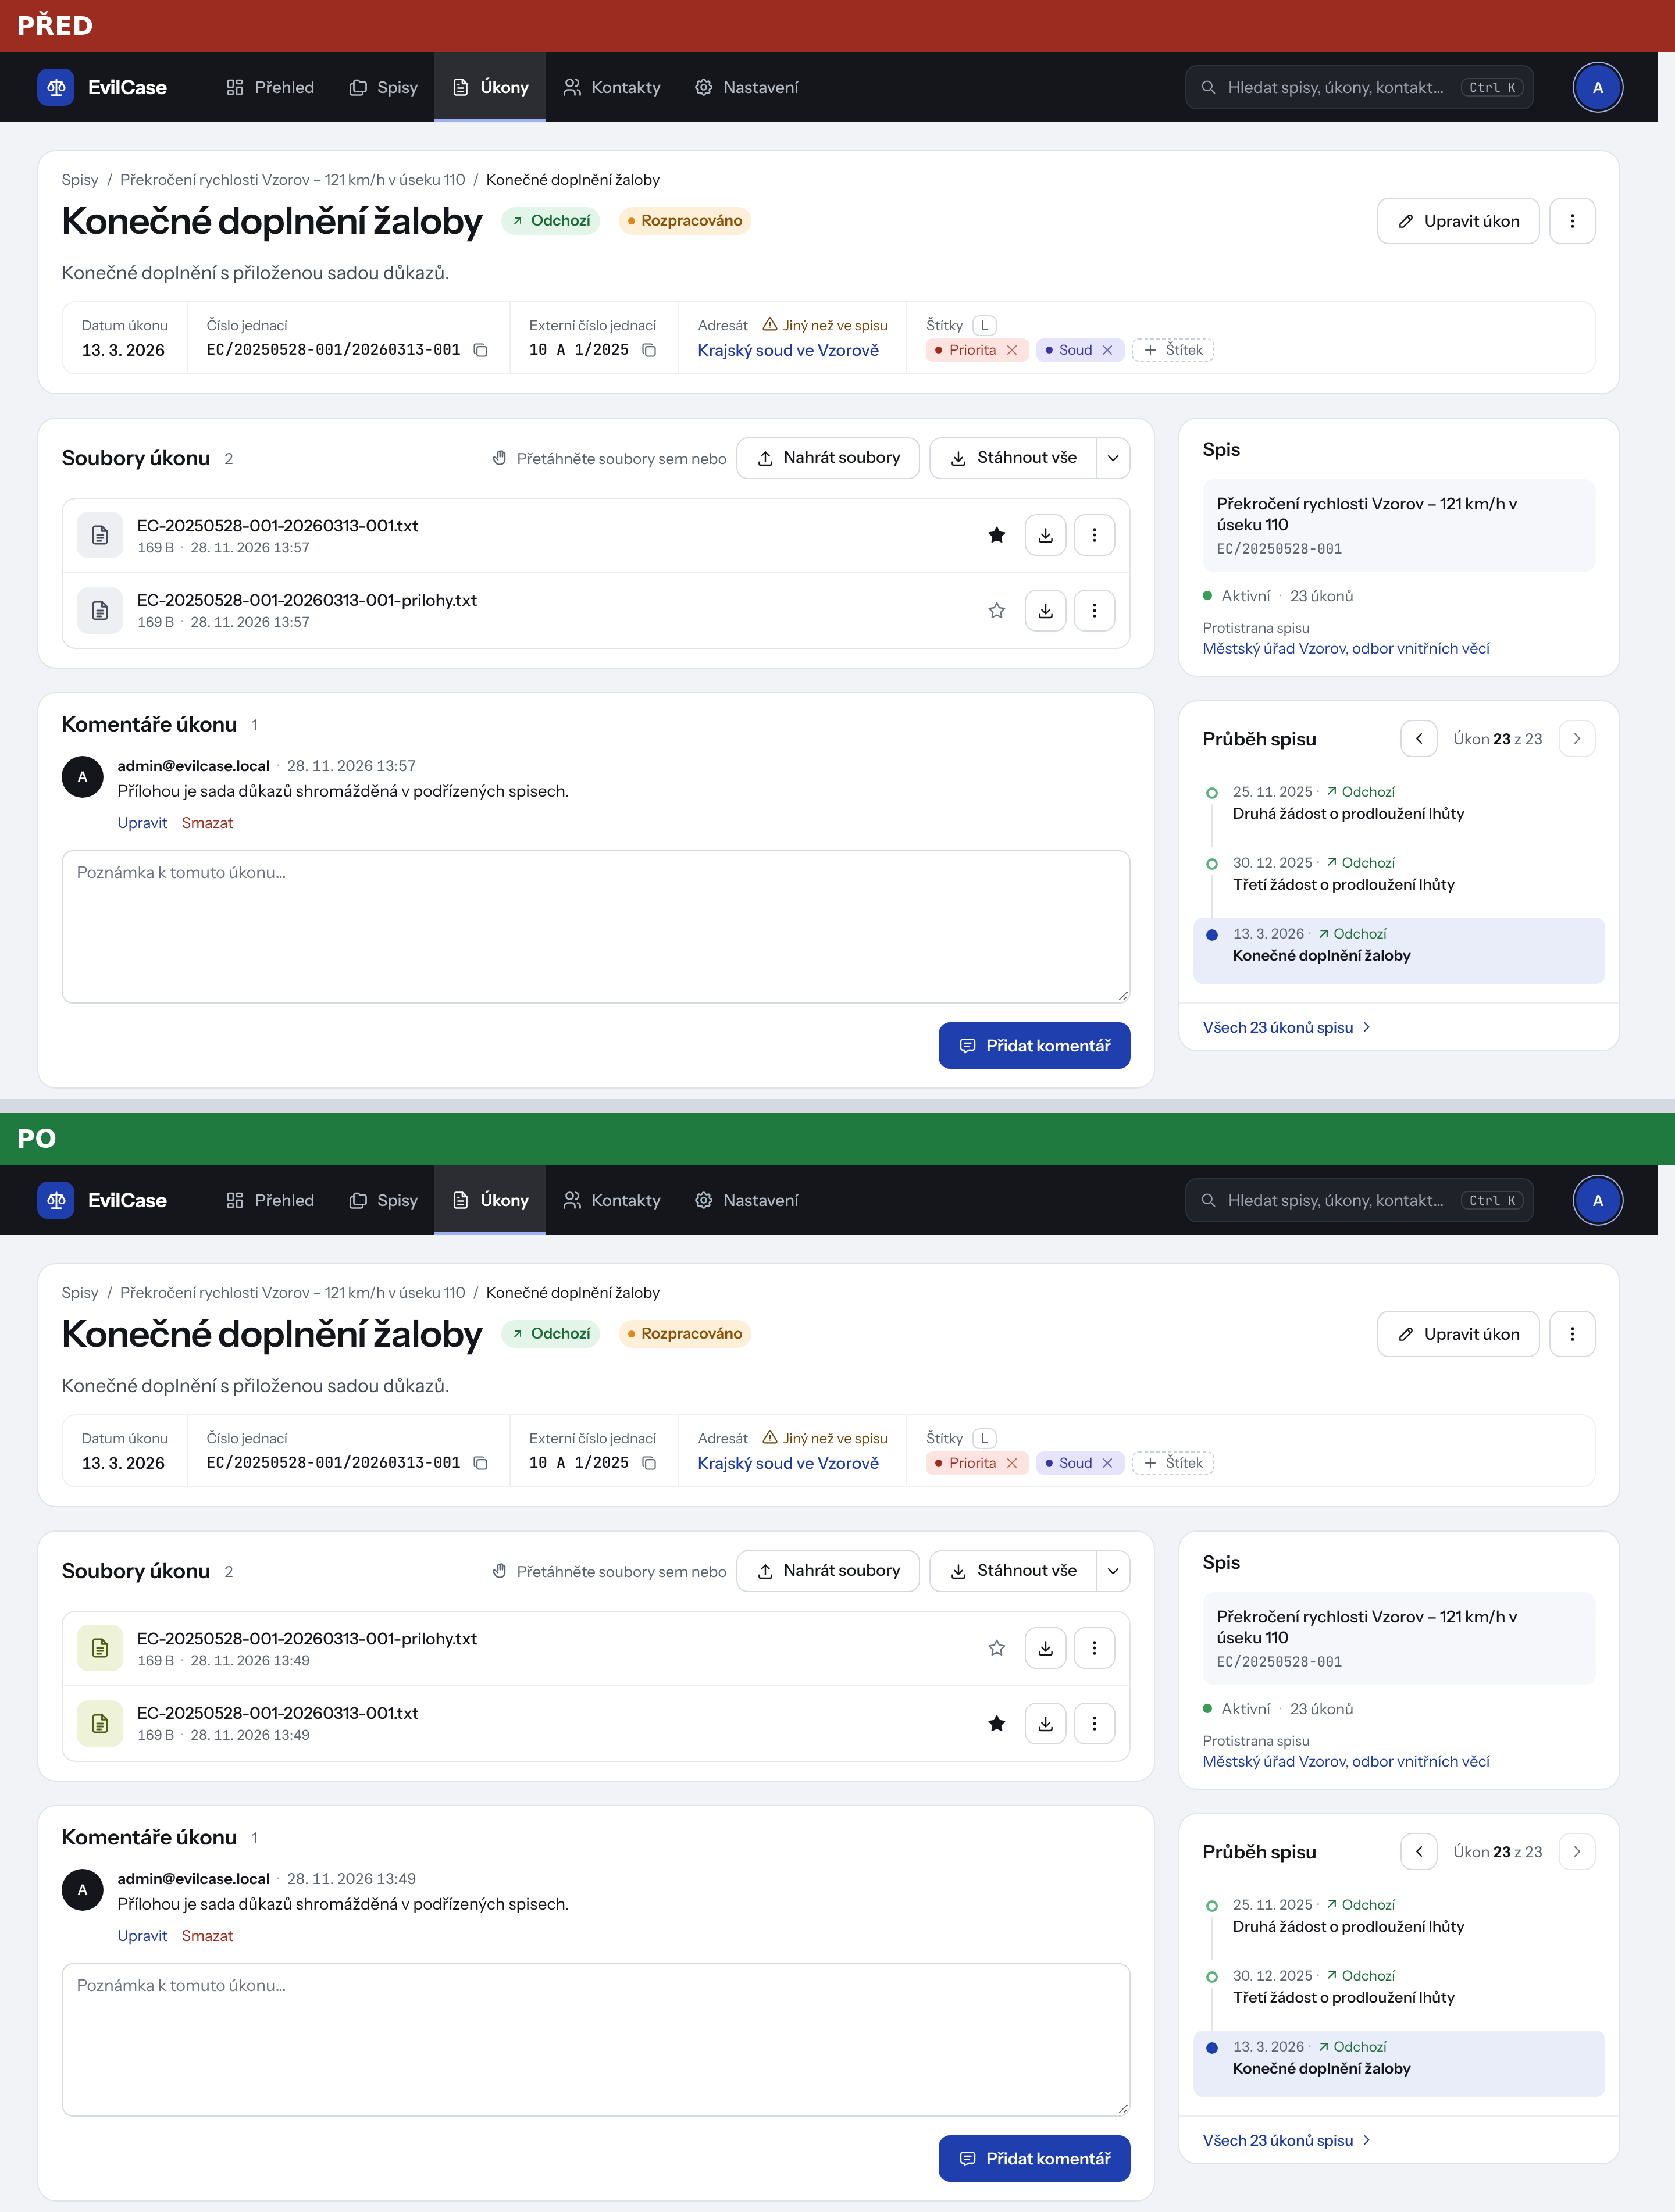 PŘED
EvilCase Přehled Spisy Úkony Kontakty Nastavení Hledat spisy, úkony, kontakt... Ctrl K A
Spisy / Překročení rychlosti Vzorov – 121 km/h v úseku 110 / Konečné doplnění žaloby
Konečné doplnění žaloby Odchozí Rozpracováno Upravit úkon
Konečné doplnění s přiloženou sadou důkazů.
Datum úkonu Číslo jednací Externí číslo jednací Adresát Jiný než ve spisu Štítky L
13. 3. 2026 EC/20250528-001/20260313-001 10 A 1/2025 Krajský soud ve Vzorově Priorita Soud Štítek
Soubory úkonu 2 Přetáhněte soubory sem nebo Nahrát soubory Stáhnout vše
EC-20250528-001-20260313-001.txt
169 B · 28. 11. 2026 13:57
EC-20250528-001-20260313-001-prilohy.txt
169 B · 28. 11. 2026 13:57
Komentáře úkonu 1
A admin@evilcase.local · 28. 11. 2026 13:57
Přílohou je sada důkazů shromážděná v podřízených spisech.
Upravit Smazat
Poznámka k tomuto úkonu...
Přidat komentář
Spis
Překročení rychlosti Vzorov – 121 km/h v
úseku 110
EC/20250528-001
Aktivní · 23 úkonů
Protistrana spisu
Městský úřad Vzorov, odbor vnitřních věcí
Průběh spisu Úkon 23 z 23
25. 11. 2025 · Odchozí
Druhá žádost o prodloužení lhůty
30. 12. 2025 · Odchozí
Třetí žádost o prodloužení lhůty
13. 3. 2026 · Odchozí
Konečné doplnění žaloby
Všech 23 úkonů spisu
PO
EvilCase Přehled Spisy Úkony Kontakty Nastavení Hledat spisy, úkony, kontakt... Ctrl K A
Spisy / Překročení rychlosti Vzorov – 121 km/h v úseku 110 / Konečné doplnění žaloby
Konečné doplnění žaloby Odchozí Rozpracováno Upravit úkon
Konečné doplnění s přiloženou sadou důkazů.
Datum úkonu Číslo jednací Externí číslo jednací Adresát Jiný než ve spisu Štítky L
13. 3. 2026 EC/20250528-001/20260313-001 10 A 1/2025 Krajský soud ve Vzorově Priorita Soud Štítek
Soubory úkonu 2 Přetáhněte soubory sem nebo Nahrát soubory Stáhnout vše
EC-20250528-001-20260313-001-prilohy.txt
169 B · 28. 11. 2026 13:49
EC-20250528-001-20260313-001.txt
169 B · 28. 11. 2026 13:49
Komentáře úkonu 1
A admin@evilcase.local · 28. 11. 2026 13:49
Přílohou je sada důkazů shromážděná v podřízených spisech.
Upravit Smazat
Poznámka k tomuto úkonu...
Přidat komentář
Spis
Překročení rychlosti Vzorov – 121 km/h v
úseku 110
EC/20250528-001
Aktivní · 23 úkonů
Protistrana spisu
Městský úřad Vzorov, odbor vnitřních věcí
Průběh spisu Úkon 23 z 23
25. 11. 2025 · Odchozí
Druhá žádost o prodloužení lhůty
30. 12. 2025 · Odchozí
Třetí žádost o prodloužení lhůty
13. 3. 2026 · Odchozí
Konečné doplnění žaloby
Všech 23 úkonů spisu